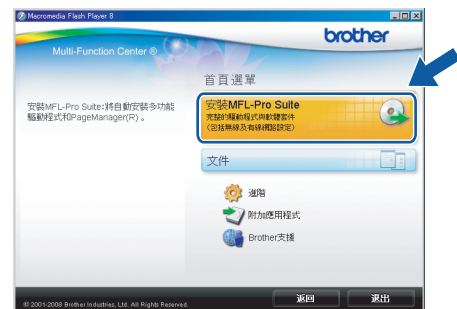 Macromedia Flash Player 8
brother
Multi-Function Center ®
首頁選單
安裝MFL-Pro Suite:將自動安裝多功能
驅動程式和PageManager(R)。
安裝MFL-Pro Suite
完整的驅動程式與軟體套件
(包括無線及有線網路設定)
文件
進階
附加應用程式
Brother支援
© 2001-2008 Brother Industries, Ltd. All Rights Reserved.
返回
退出